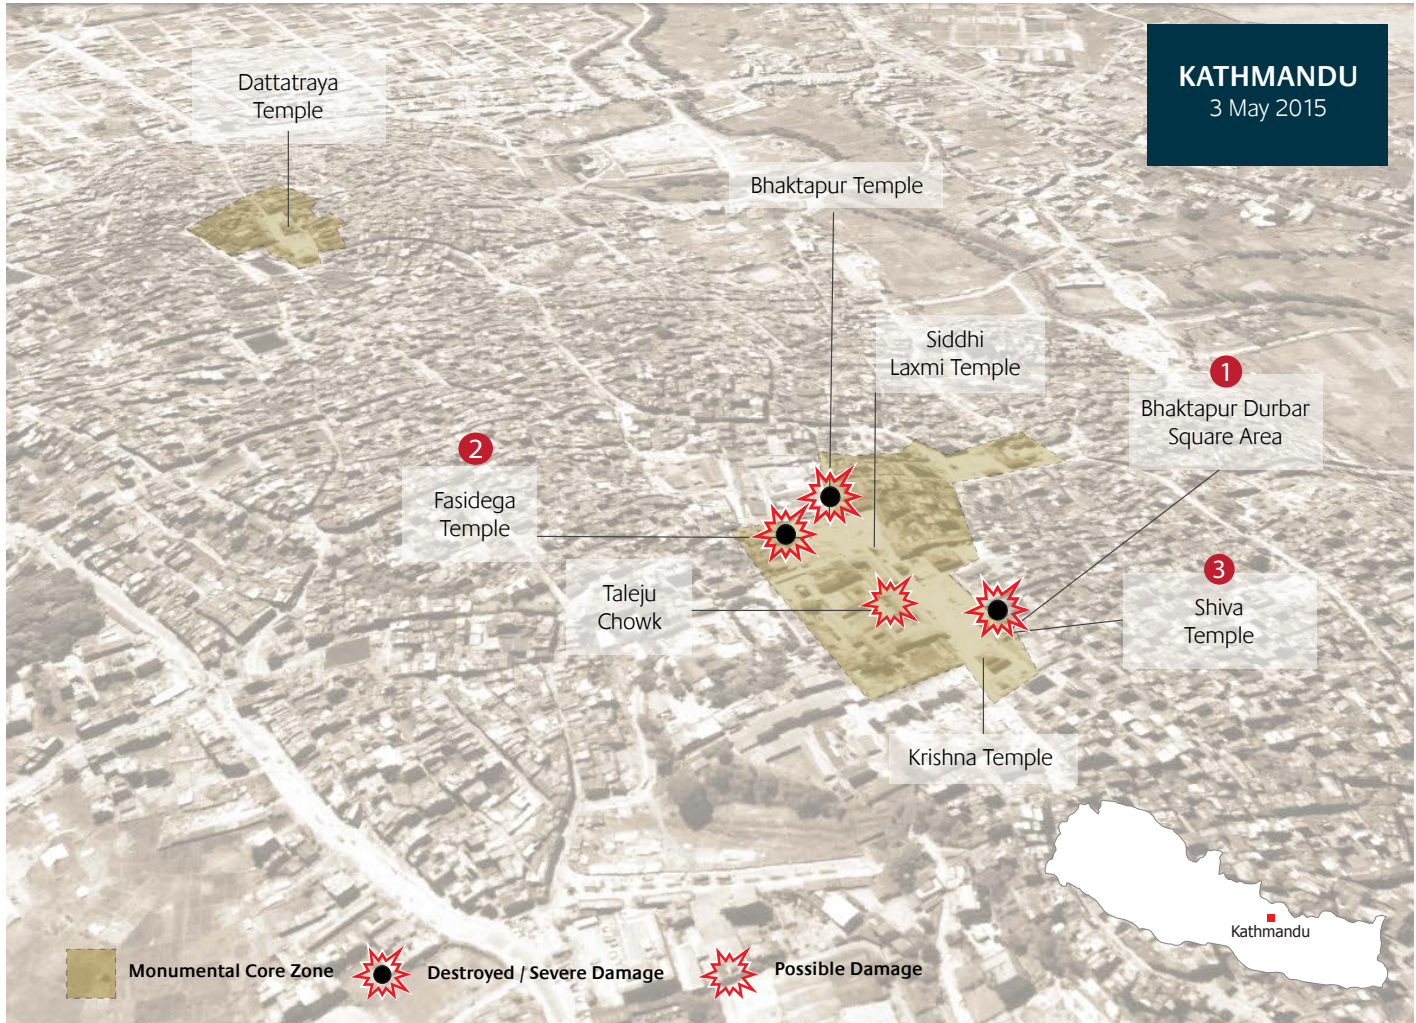 KATHMANDU
3 May 2015
Dattatraya
Temple
Bhaktapur Temple
Siddhi
Laxmi Temple
1
Bhaktapur Durbar
Square Area
2
Fasidega
Temple
Taleju
Chowk
3
Shiva
Temple
Krishna Temple
Kathmandu
Monumental Core Zone
Destroyed / Severe Damage
Possible Damage